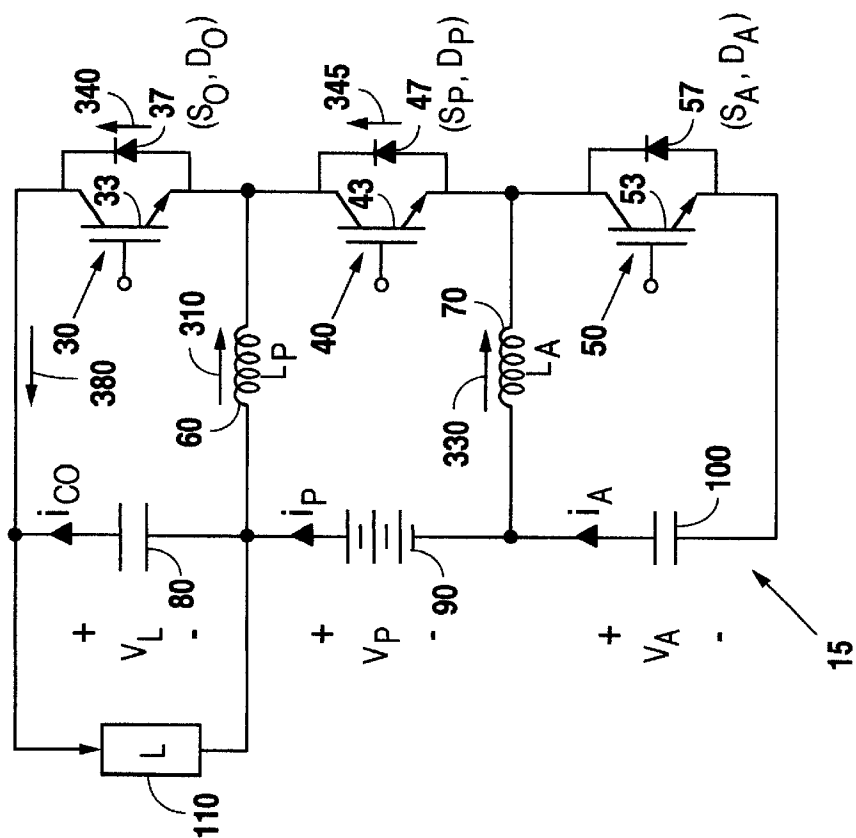 340
37
(S_O, D_O)
33
30
380
310
L_P
60
i_CO
80
+
V_L
-
L
110
345
47
(S_P, D_P)
43
40
i_P
90
+
V_P
-
70
L_A
330
57
(S_A, D_A)
53
50
i_A
100
+
V_A
-
15